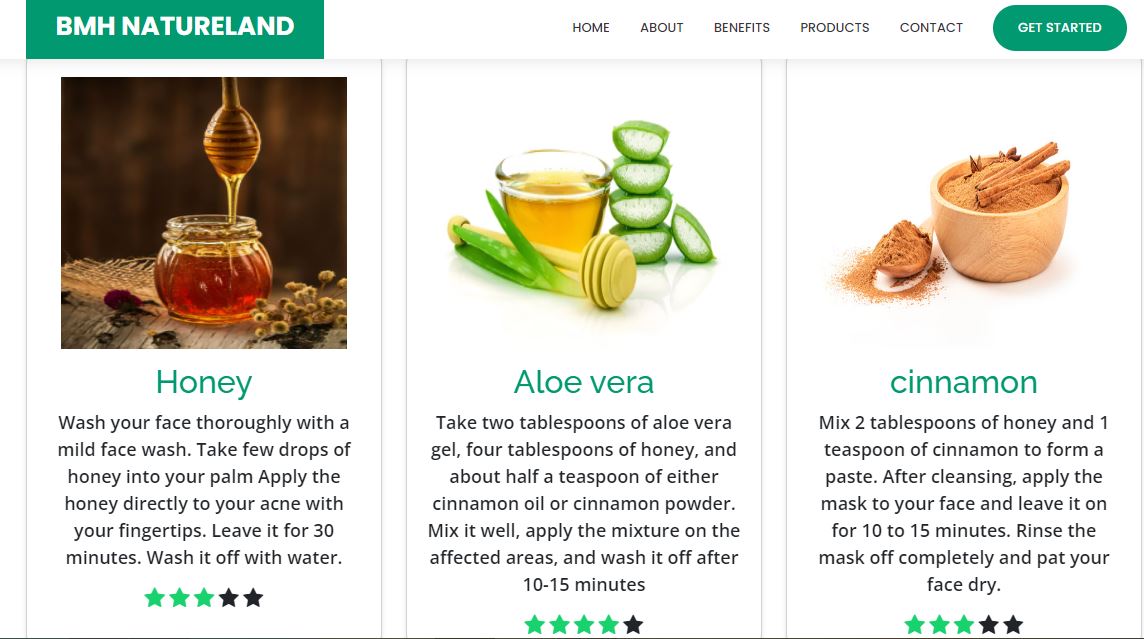 BMH NATURELAND
HOME ABOUT BENEFITS PRODUCTS CONTACT GET STARTED
Honey
Wash your face thoroughly with a
mild face wash. Take few drops of
honey into your palm Apply the
honey directly to your acne with
your fingertips. Leave it for 30
minutes. Wash it off with water.
Aloe vera
Take two tablespoons of aloe vera
gel, four tablespoons of honey, and
about half a teaspoon of either
cinnamon oil or cinnamon powder.
Mix it well, apply the mixture on the
affected areas, and wash it off after
10-15 minutes
cinnamon
Mix 2 tablespoons of honey and 1
teaspoon of cinnamon to form a
paste. After cleansing, apply the
mask to your face and leave it on
for 10 to 15 minutes. Rinse the
mask off completely and pat your
face dry.